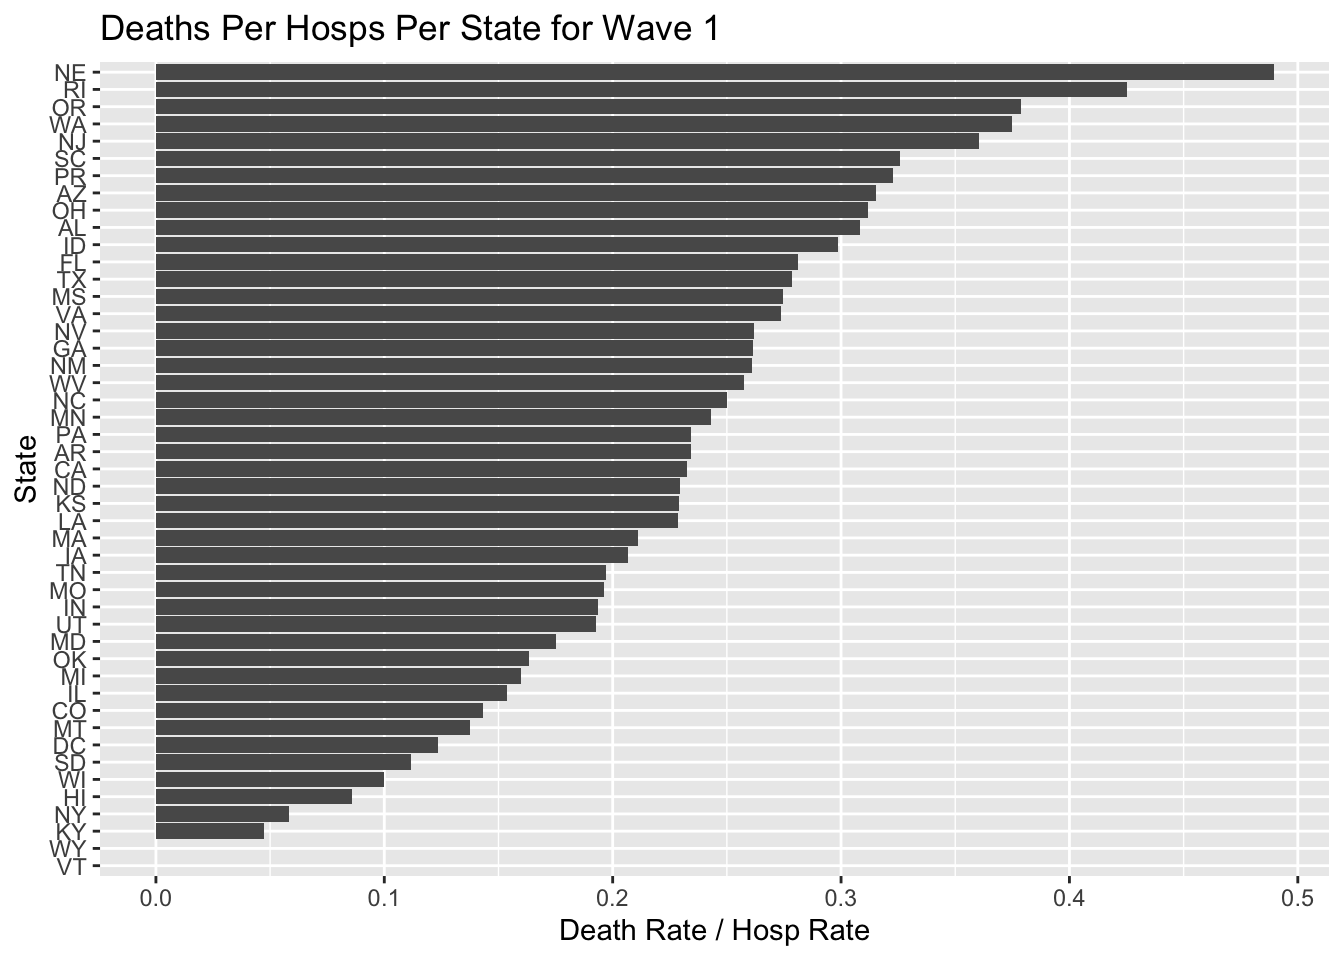 Deaths Per Hosps Per State for Wave 1
NE
RI
OR
WA
NJ
SC
PR
AZ
OH
AL
ID
FL
TX
MS
VA
NV
GA
NM
WV
NC
MN
PA
AR
CA
ND
KS
LA
MA
IA
TN
MO
IN
UT
MD
OK
MI
IL
CO
MT
DC
SD
WI
HI
NY
KY
WY
VT
State
0.0 0.1 0.2 0.3 0.4 0.5
Death Rate / Hosp Rate